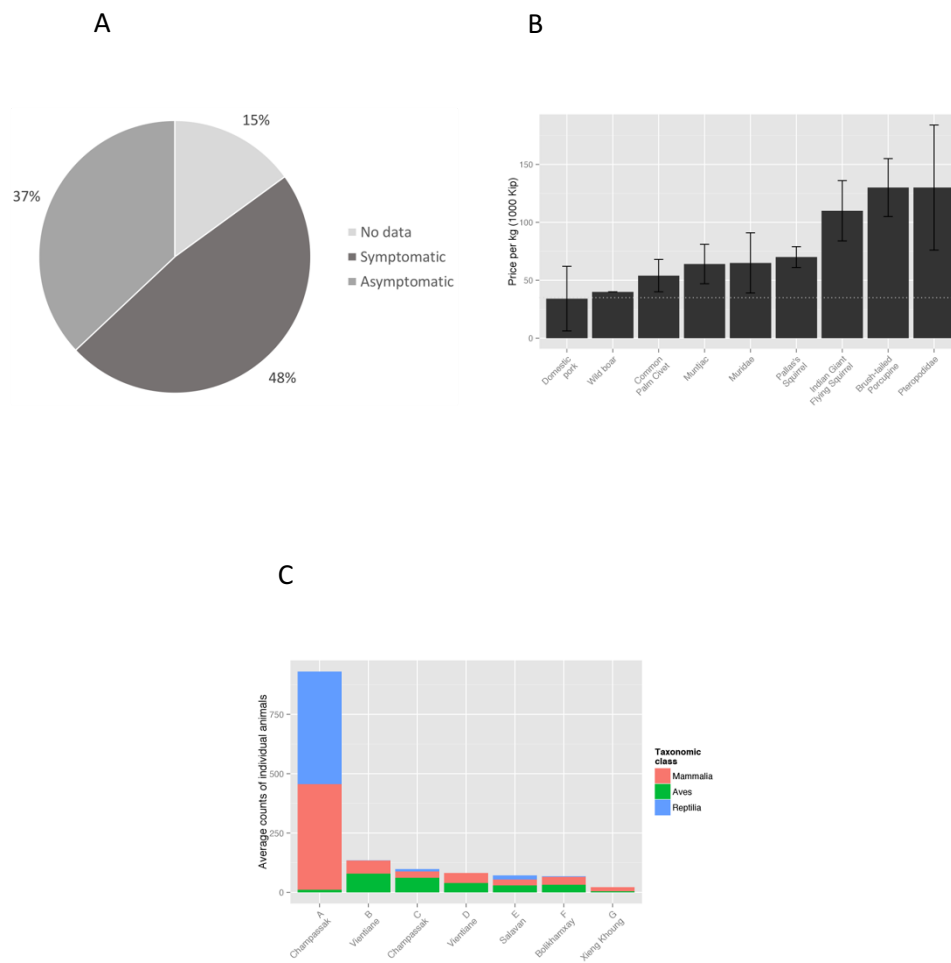 A
15%
37%
48%
No data
Symptomatic
Asymptomatic
B
Price per kg (1000 Kip)
150
100
50
0
Domestic
pork
Wild boar
Common
Palm Civet
Muntjac
Muridae
Pallas's
Squirrel
Indian Giant
Flying Squirrel
Brush-tailed
Porcupine
Pteropodidae
C
Average counts of individual animals
750
500
250
0
A
Champassak
B
Vientiane
C
Champassak
D
Vientiane
E
Salavan
F
Bolikhamxay
G
Xieng Khoung
Taxonomic
class
Mammalia
Aves
Reptilia